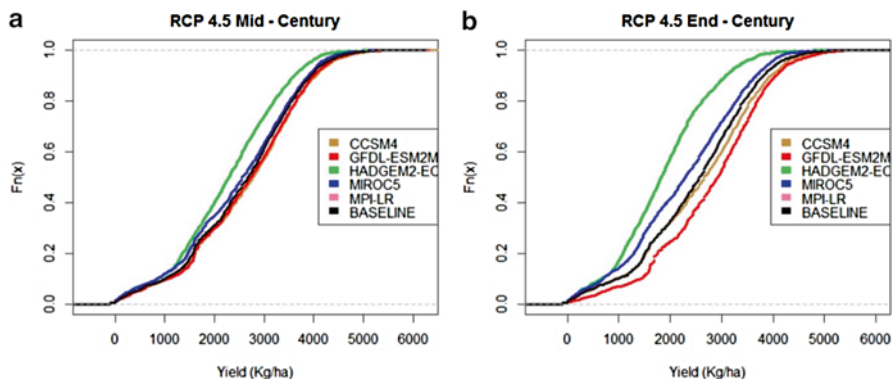 a
RCP 4.5 Mid - Century
Fn(x)
1.0
0.8
0.6
0.4
0.2
0.0
CCSM4
GFDL-ESM2M
HADGEM2-EC
MIROC5
MPI-LR
BASELINE
0 1000 2000 3000 4000 5000 6000
Yield (Kg/ha)
b
RCP 4.5 End - Century
Fn(x)
1.0
0.8
0.6
0.4
0.2
0.0
CCSM4
GFDL-ESM2M
HADGEM2-EC
MIROC5
MPI-LR
BASELINE
0 1000 2000 3000 4000 5000 6000
Yield (Kg/ha)